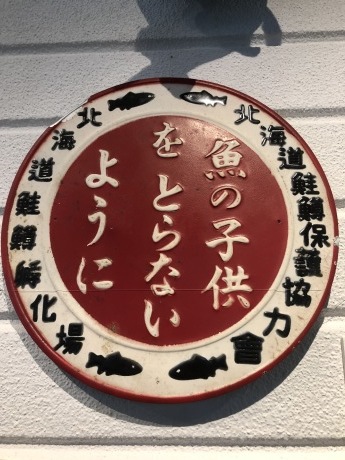 魚の子供
をとらない
ように
北海道鮭鱒保護協力會
北海道鮭鱒孵化場